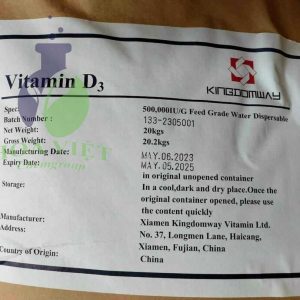 KINGDOMWAY
Vitamin D3
Spec: 500,000IU/G Feed Grade Water Dispersable
Batch Number : 133-2305001
Net Weight: 20kgs
Gross Weight: 20.2kgs
Manufacturing Date: MAY.06.2023
Expiry Date: MAY.05.2025
in original unopened container
Storage: In a cool,dark and dry place.Once the
original container opened, please use
the content quickly
Manufacturer: Xiamen Kingdomway Vitamin Ltd.
Address: No. 37, Longmen Lane, Haicang,
Xiamen, Fujian, China
Country of Origin: China